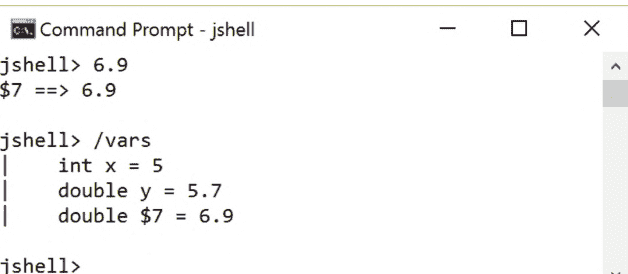 Command Prompt - jshell
jshell> 6.9
$7 ==> 6.9
jshell> /vars
|    int x = 5
|    double y = 5.7
|    double $7 = 6.9
jshell>